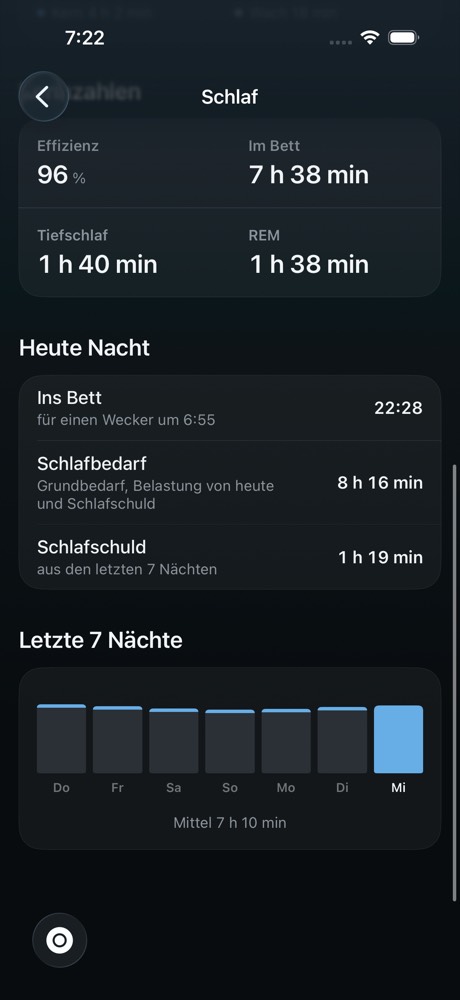 7:22
Schlaf
Effizienz
Im Bett
96 %
7 h 38 min
Tiefschlaf
REM
1 h 40 min
1 h 38 min
Heute Nacht
Ins Bett
für einen Wecker um 6:55
22:28
Schlafbedarf
Grundbedarf, Belastung von heute
und Schlafschuld
8 h 16 min
Schlafschuld
aus den letzten 7 Nächten
1 h 19 min
Letzte 7 Nächte
Do Fr Sa So Mo Di Mi
Mittel 7 h 10 min